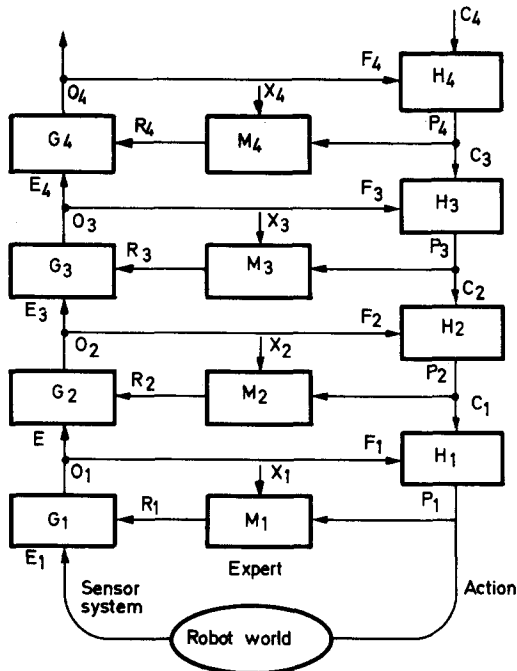 C4
F4
H4
O4
X4
P4
G4
R4
M4
C3
E4
F3
H3
O3
X3
P3
G3
R3
M3
C2
E3
F2
H2
O2
X2
P2
G2
R2
M2
C1
E
F1
H1
O1
X1
P1
G1
R1
M1
E1
Expert
Sensor
system
Action
Robot world